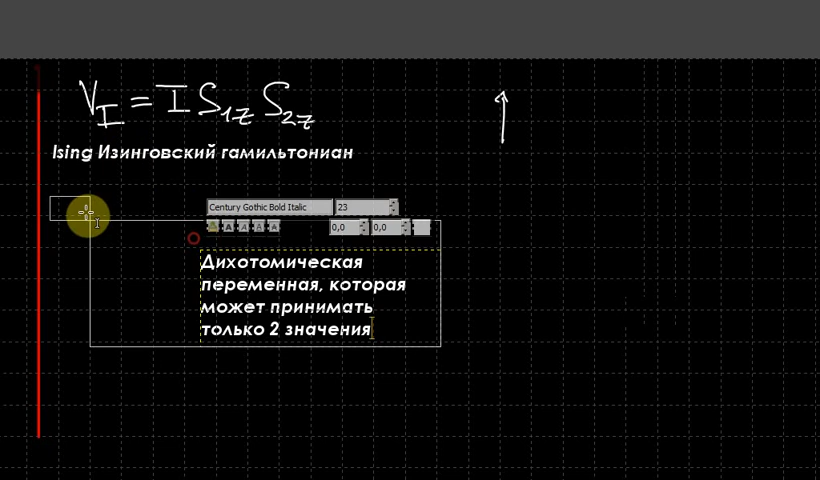 V_I = I S_1z S_2z
Ising Изинговский гамильтониан
Century Gothic Bold Italic 23
A A A A 0,0 0,0
Дихотомическая
переменная, которая
может принимать
только 2 значения